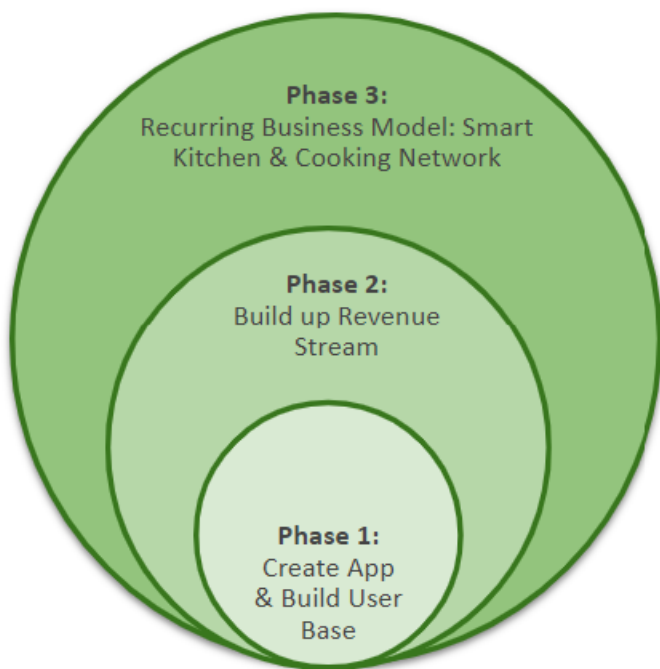 Phase 3:
Recurring Business Model: Smart
Kitchen & Cooking Network
Phase 2:
Build up Revenue
Stream
Phase 1:
Create App
& Build User
Base